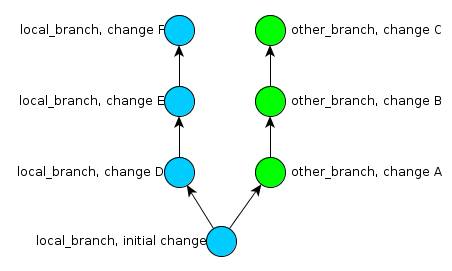 local_branch, change F
other_branch, change C
local_branch, change E
other_branch, change B
local_branch, change D
other_branch, change A
local_branch, initial change